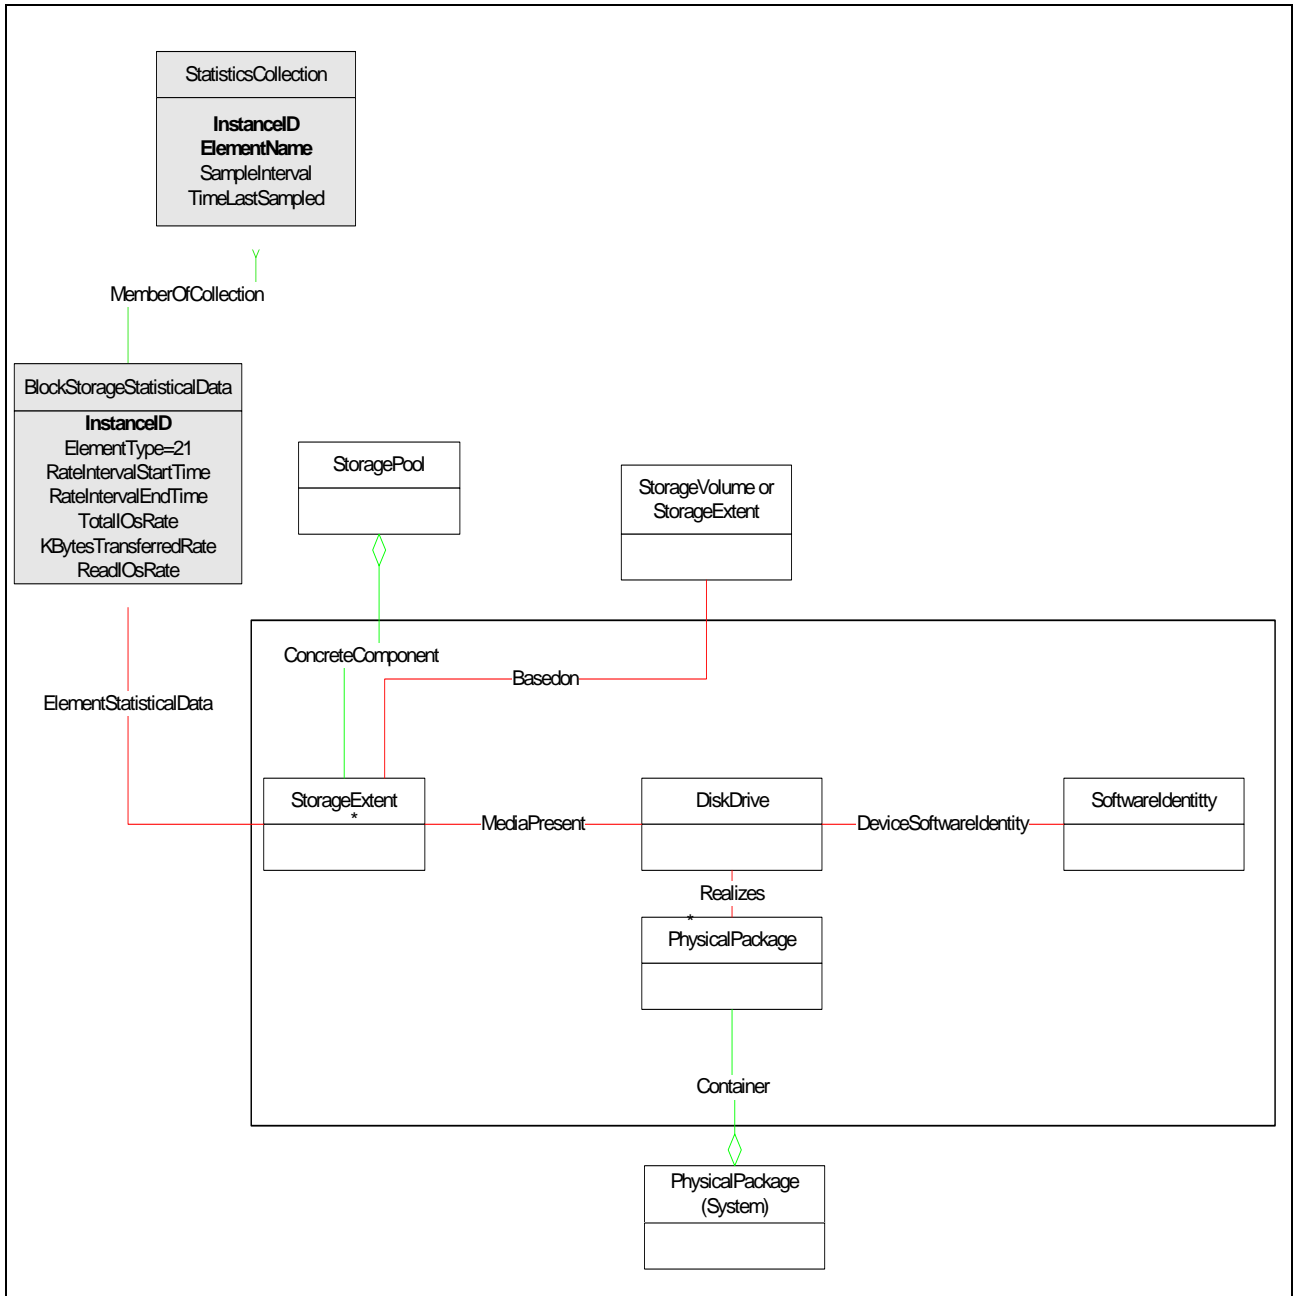 StatisticsCollection
InstanceID
ElementName
SampleInterval
TimeLastSampled
MemberOfCollection
BlockStorageStatisticalData
InstanceID
ElementType=21
RateIntervalStartTime
RateIntervalEndTime
TotalIOsRate
KBytesTransferredRate
ReadIOsRate
StoragePool
StorageVolume or
StorageExtent
ConcreteComponent
Basedon
ElementStatisticalData
StorageExtent
*
MediaPresent
DiskDrive
DeviceSoftwareIdentity
SoftwareIdentitty
Realizes
*
PhysicalPackage
Container
PhysicalPackage
(System)